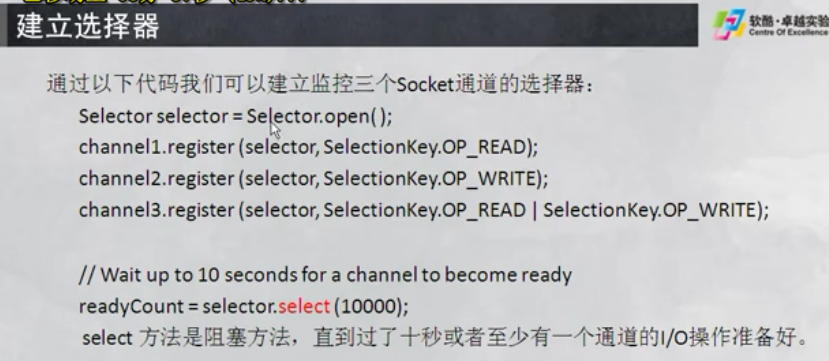 建立选择器
软酷·卓越实验
Centre Of Excellence
通过以下代码我们可以建立监控三个Socket通道的选择器：
Selector selector = Selector.open( );
channel1.register (selector, SelectionKey.OP_READ);
channel2.register (selector, SelectionKey.OP_WRITE);
channel3.register (selector, SelectionKey.OP_READ | SelectionKey.OP_WRITE);
// Wait up to 10 seconds for a channel to become ready
readyCount = selector.select (10000);
select 方法是阻塞方法，直到过了十秒或者至少有一个通道的I/O操作准备好。